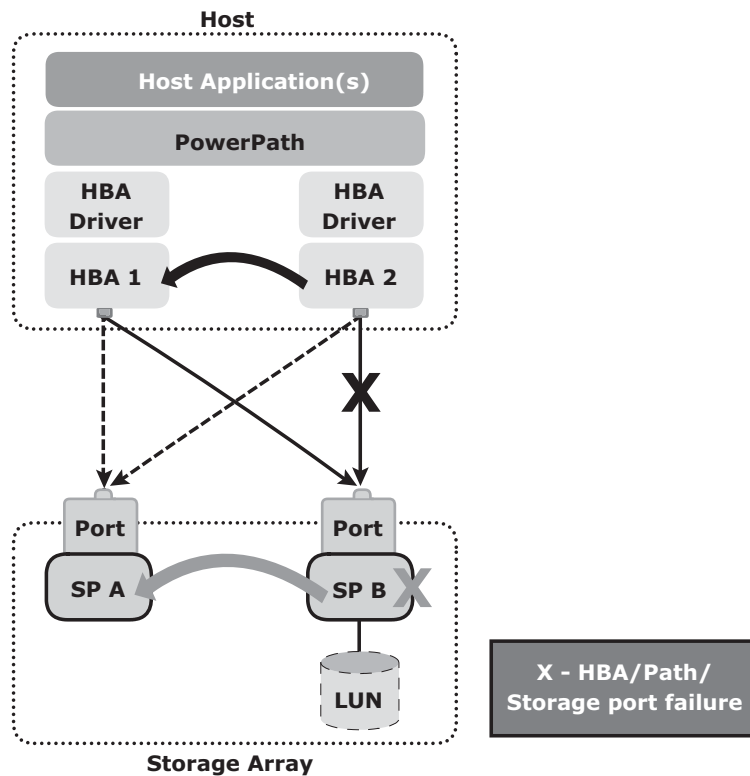 Host
Host Application(s)
PowerPath
HBA
Driver
HBA
Driver
HBA 1
HBA 2
X
Port
Port
SP A
SP B
X
LUN
Storage Array
X - HBA/Path/
Storage port failure